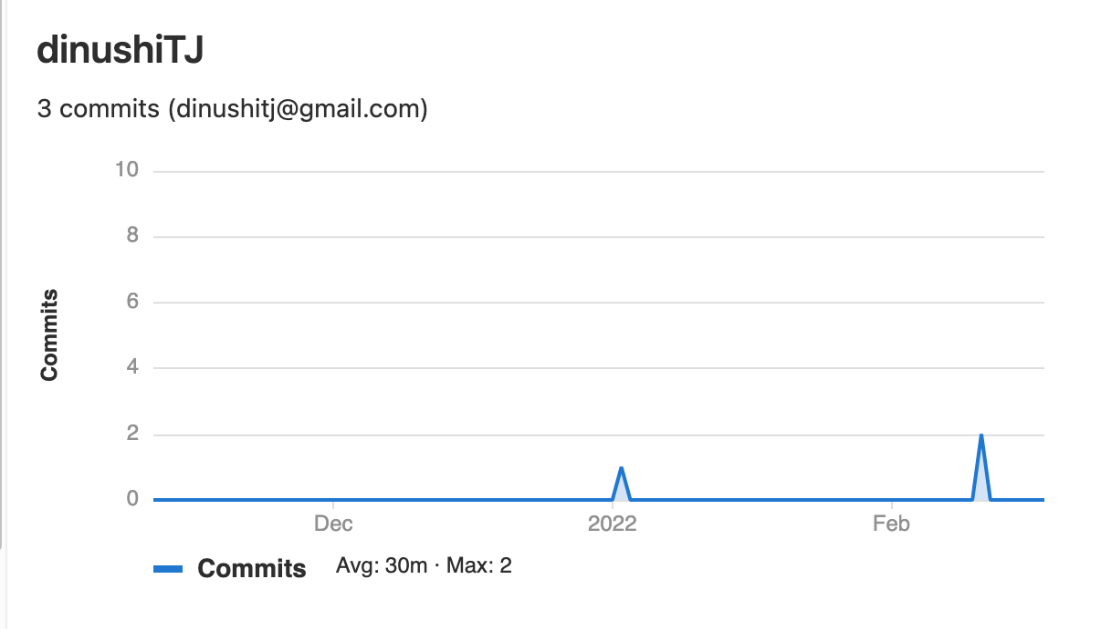 dinushiTJ
3 commits (dinushitj@gmail.com)
10
8
6
4
2
0
Commits
Dec 2022 Feb
Commits Avg: 30m · Max: 2